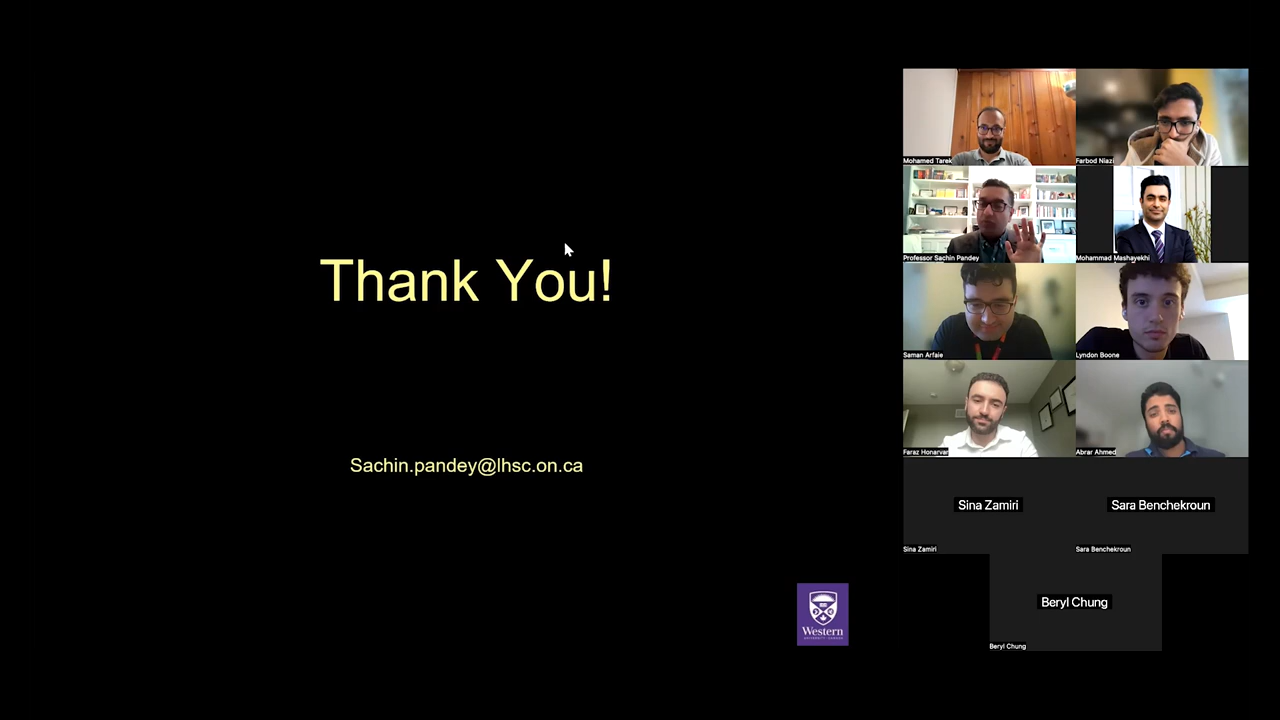 Thank You!
Sachin.pandey@lhsc.on.ca
Western
Mohamed Tarek
Farbod Niazi
Professor Sachin Pandey
Mohammad Mashayekhi
Saman Arfaie
Lyndon Boone
Faraz Honarvar
Abrar Ahmed
Sina Zamiri
Sara Benchekroun
Sina Zamiri
Sara Benchekroun
Beryl Chung
Beryl Chung